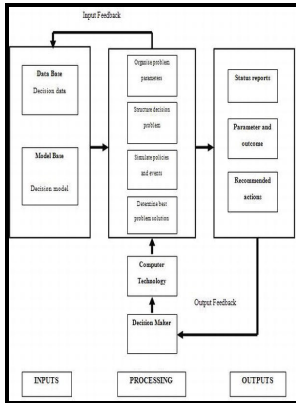 Input Feedback
Data Base
Decision data
Model Base
Decision model
Organise problem
parameters
Structure decision
problem
Simulate policies
and events
Determine best
problem solution
Status reports
Parameter and
outcome
Recommended
actions
Computer
Technology
Output Feedback
Decision Maker
INPUTS
PROCESSING
OUTPUTS